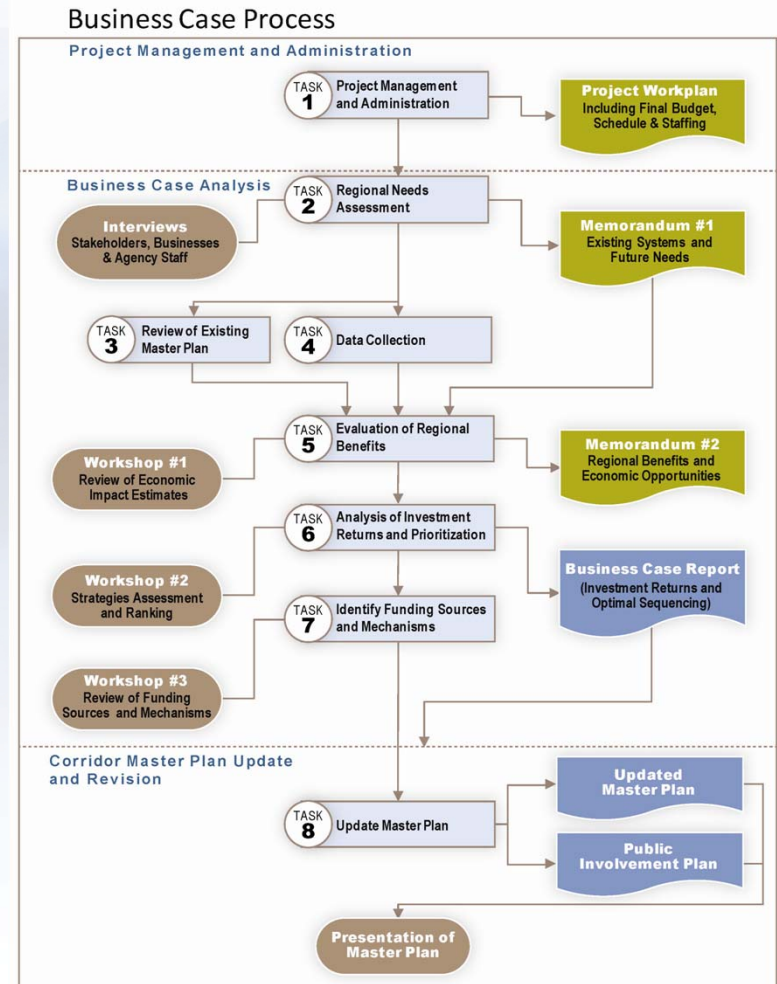 Business Case Process
Project Management and Administration
TASK
1
Project Management
and Administration
Project Workplan
Including Final Budget,
Schedule & Staffing
Business Case Analysis
TASK
2
Regional Needs
Assessment
Interviews
Stakeholders, Businesses
& Agency Staff
Memorandum #1
Existing Systems and
Future Needs
TASK
3
Review of Existing
Master Plan
TASK
4
Data Collection
TASK
5
Evaluation of Regional
Benefits
Workshop #1
Review of Economic
Impact Estimates
Memorandum #2
Regional Benefits and
Economic Opportunities
TASK
6
Analysis of Investment
Returns and Prioritization
Workshop #2
Strategies Assessment
and Ranking
Business Case Report
(Investment Returns and
Optimal Sequencing)
TASK
7
Identify Funding Sources
and Mechanisms
Workshop #3
Review of Funding
Sources and Mechanisms
Corridor Master Plan Update
and Revision
TASK
8
Update Master Plan
Updated
Master Plan
Public
Involvement Plan
Presentation of
Master Plan